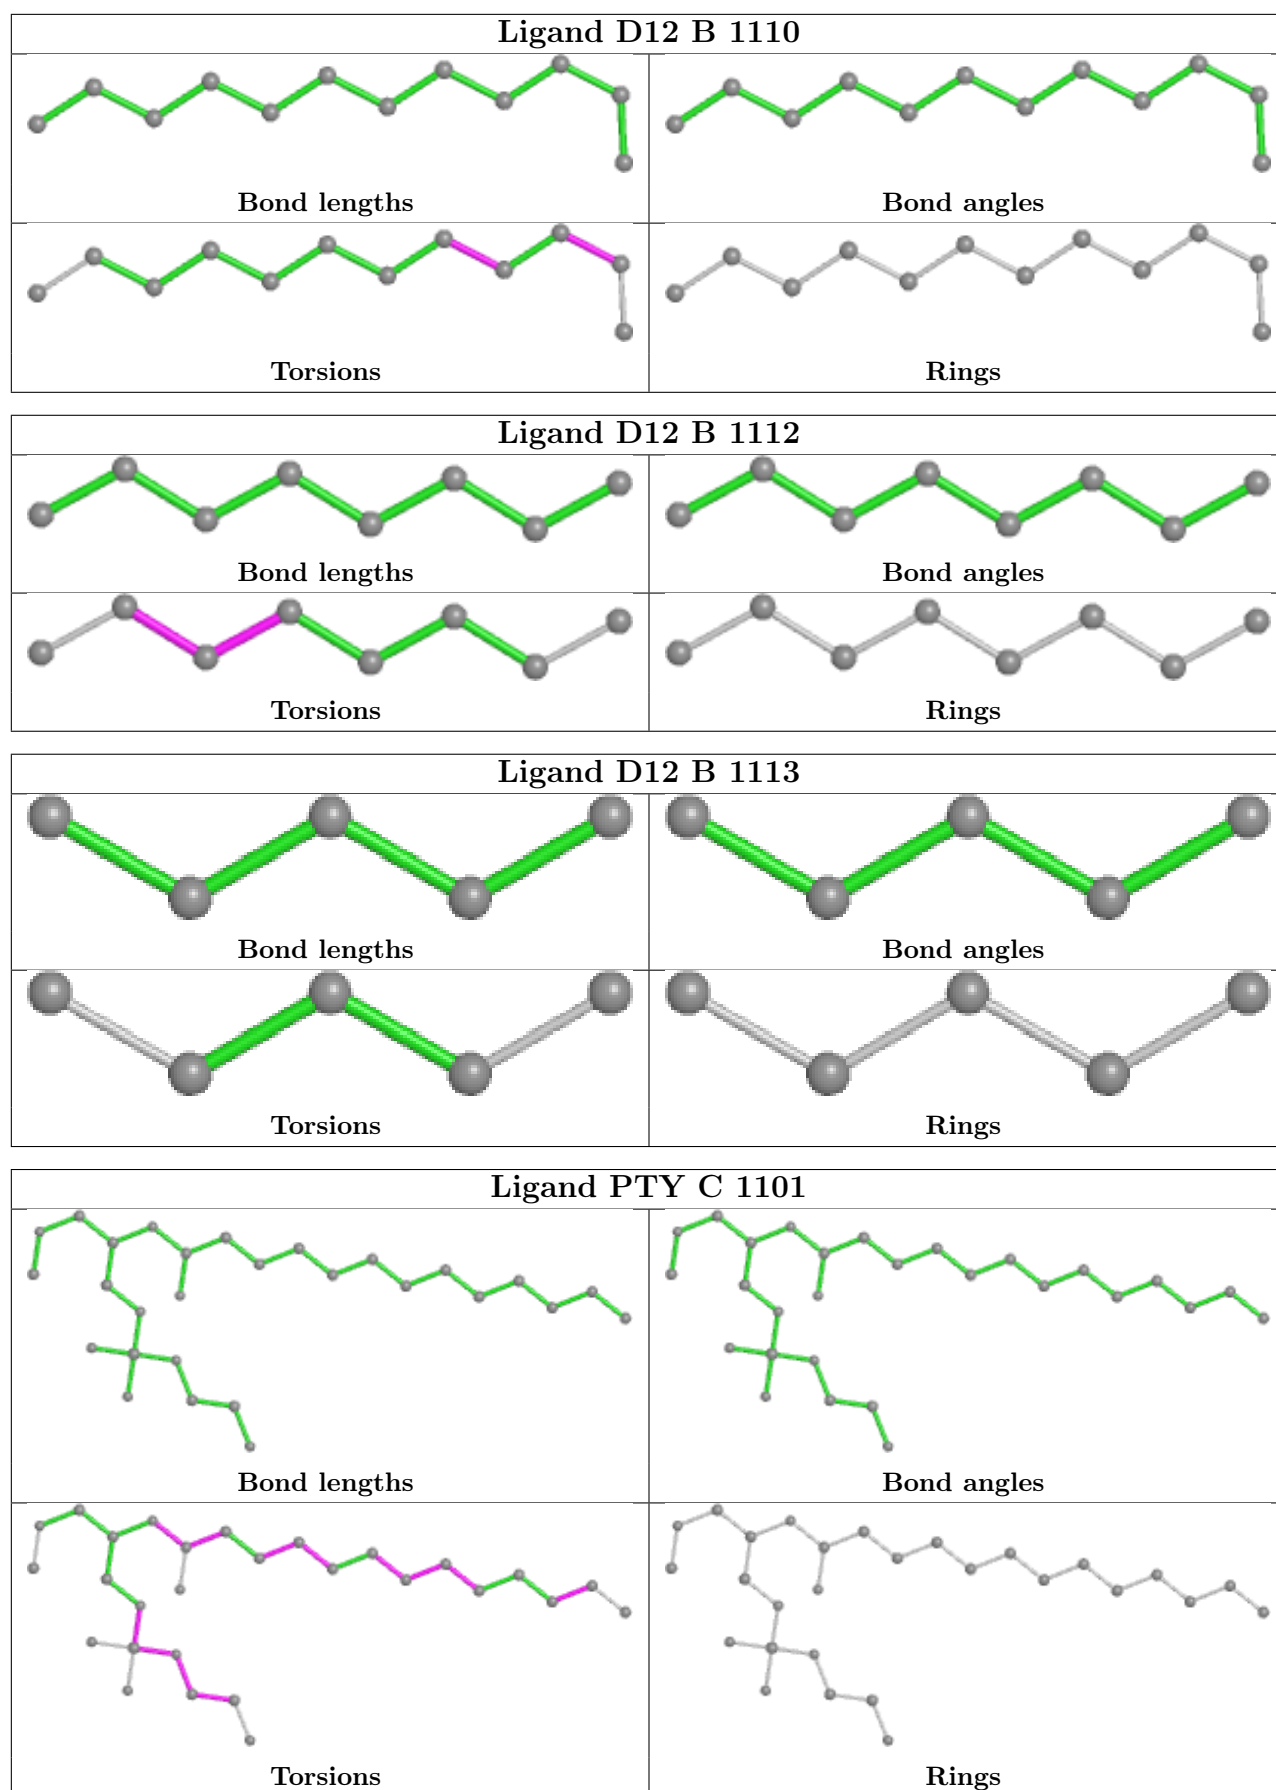 Ligand D12 B 1110
Bond lengths
Bond angles
Torsions
Rings
Ligand D12 B 1112
Bond lengths
Bond angles
Torsions
Rings
Ligand D12 B 1113
Bond lengths
Bond angles
Torsions
Rings
Ligand PTY C 1101
Bond lengths
Bond angles
Torsions
Rings